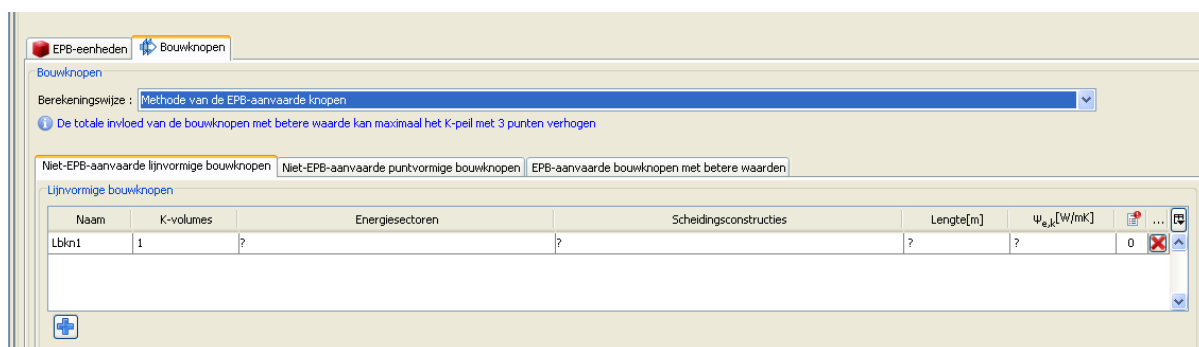 EPB-eenheden Bouwknopen
Bouwknopen
Berekeningswijze : Methode van de EPB-aanvaarde knopen
De totale invloed van de bouwknopen met betere waarde kan maximaal het K-peil met 3 punten verhogen
Niet-EPB-aanvaarde lijnvormige bouwknopen Niet-EPB-aanvaarde puntvormige bouwknopen EPB-aanvaarde bouwknopen met betere waarden
Lijnvormige bouwknopen
Naam K-volumes Energiesectoren Scheidingsconstructies Lengte[m] Ψe,k[W/mK] ...
Lbkn1 1 ? ? ? ? 0